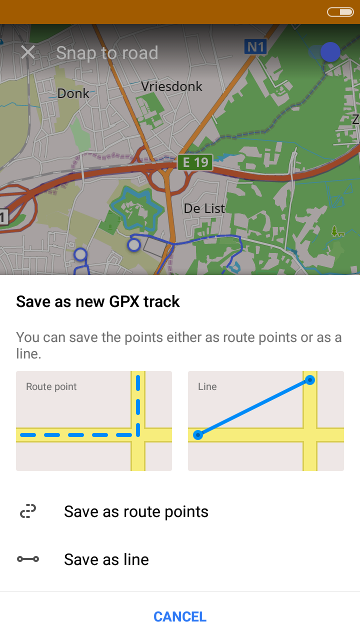 Snap to road
N1
Donk
Vriesdonk
E 19
1
De List
Save as new GPX track
You can save the points either as route points or as a
line.
Route point
Line
Save as route points
Save as line
CANCEL